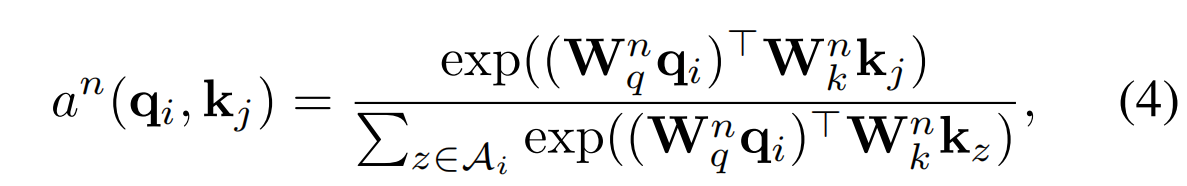 $$a^n(\mathbf{q}_i, \mathbf{k}_j) = \frac{\exp((\mathbf{W}_q^n \mathbf{q}_i)^\top \mathbf{W}_k^n \mathbf{k}_j)}{\sum_{z \in \mathcal{A}_i} \exp((\mathbf{W}_q^n \mathbf{q}_i)^\top \mathbf{W}_k^n \mathbf{k}_z)}, \quad (4)$$